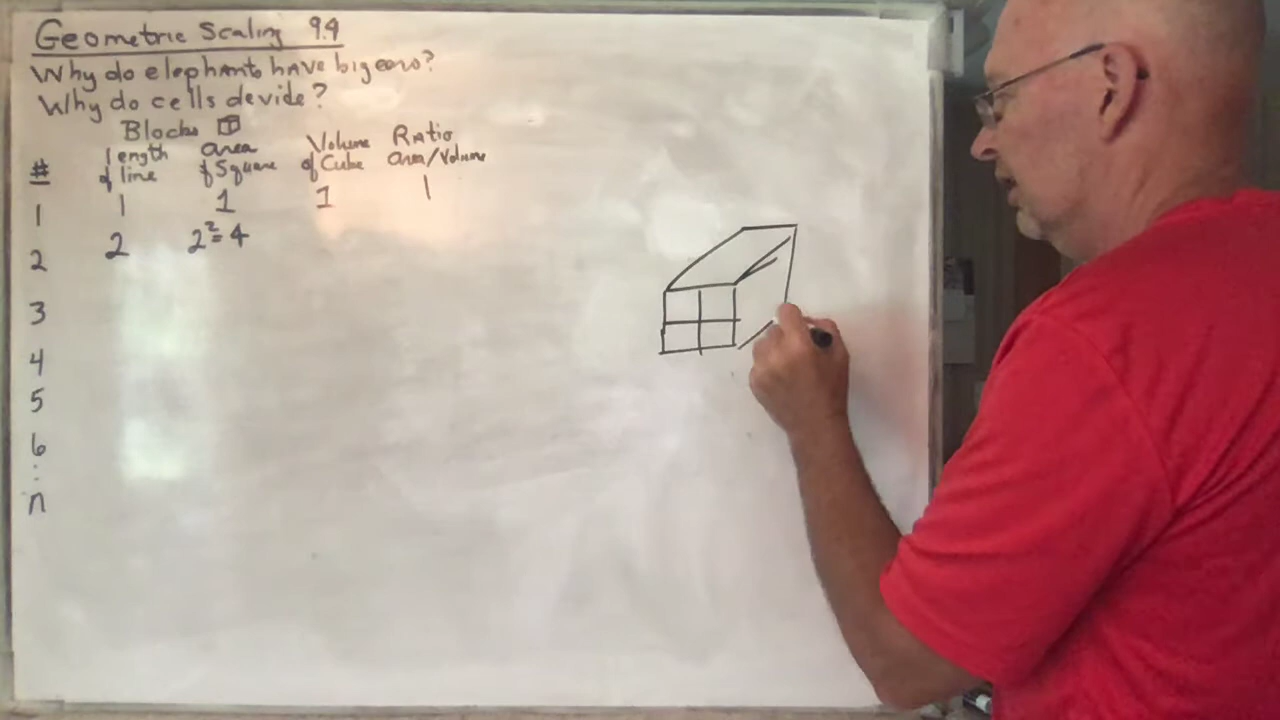 Geometric Scaling 9.4
Why do elephants have big ears?
Why do cells devide?
Blocks
# length of line area of Square Volume of Cube Ratio area/Volume
1 1 1 1 1
2 2 2²=4
3
4
5
6
⋮
n